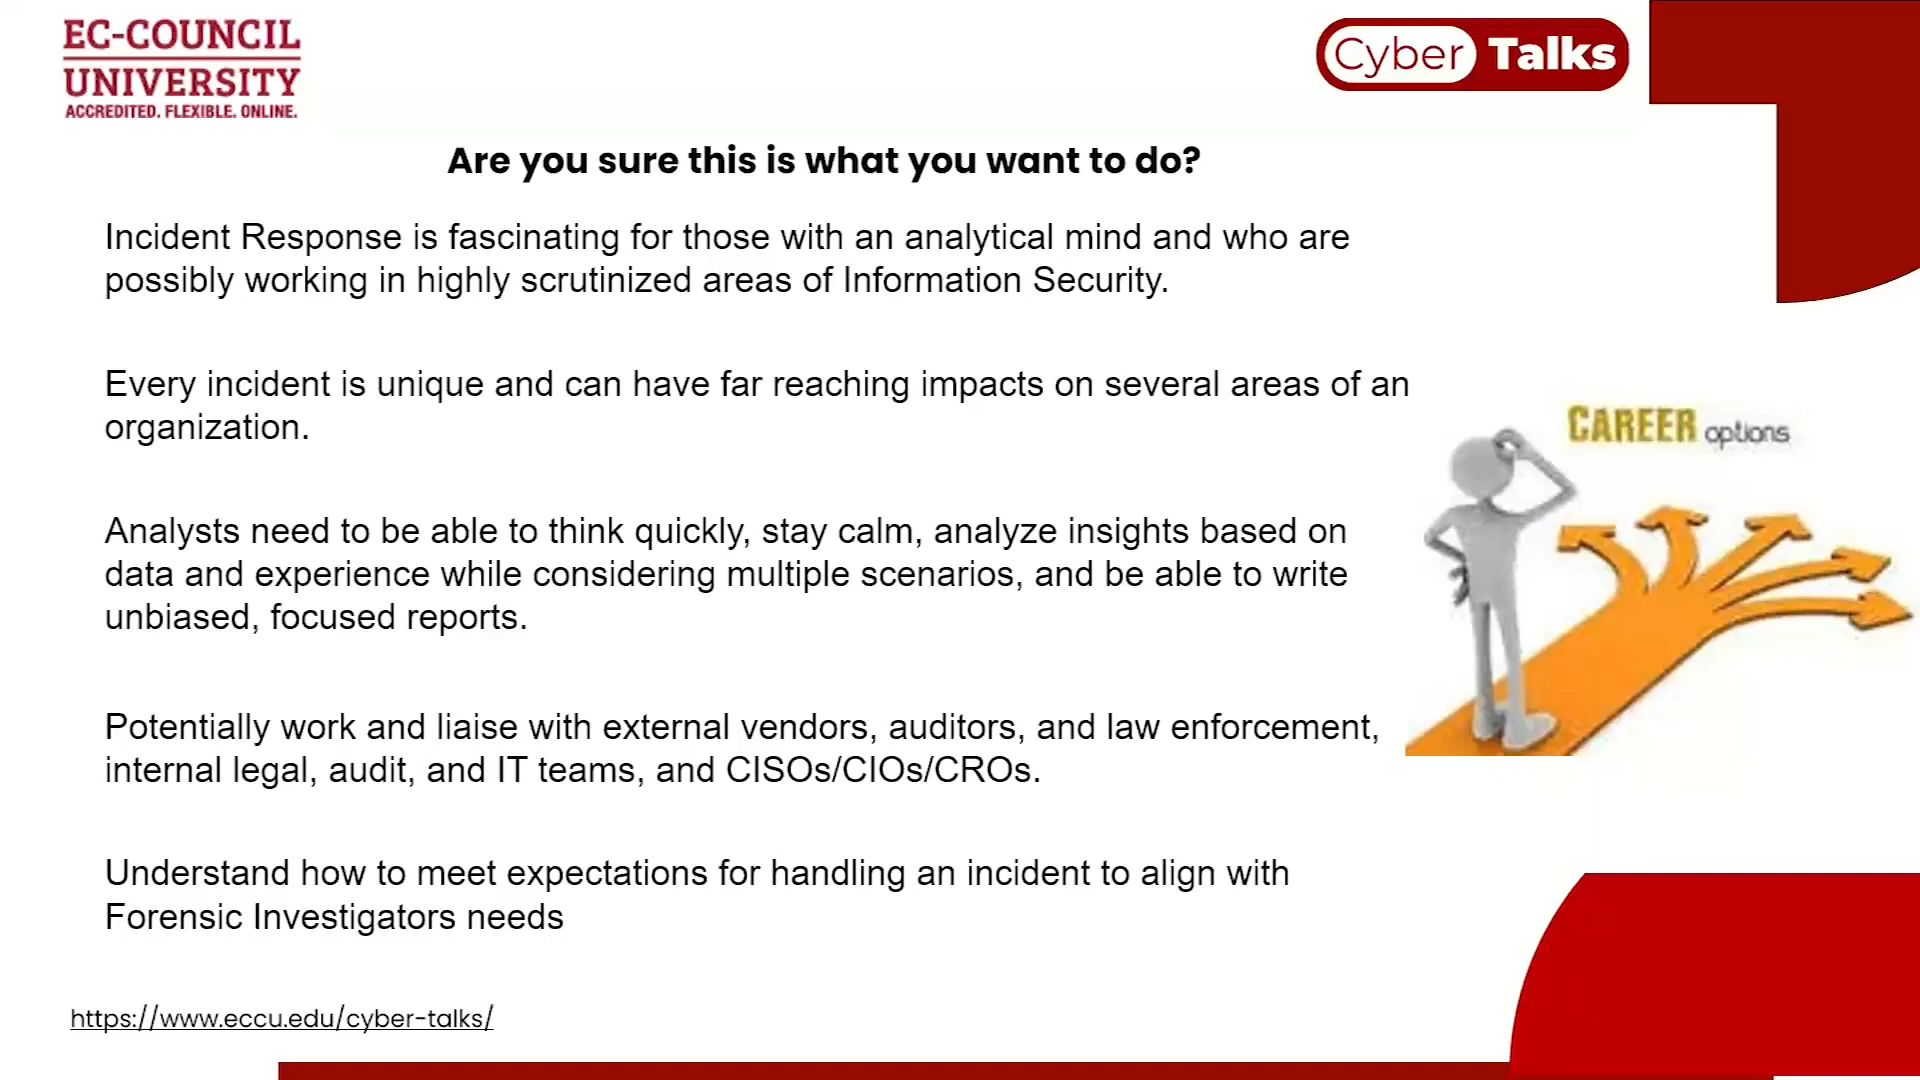 EC-COUNCIL
UNIVERSITY
ACCREDITED. FLEXIBLE. ONLINE.
Cyber Talks
Are you sure this is what you want to do?
Incident Response is fascinating for those with an analytical mind and who are
possibly working in highly scrutinized areas of Information Security.
Every incident is unique and can have far reaching impacts on several areas of an
organization.
CAREER options
Analysts need to be able to think quickly, stay calm, analyze insights based on
data and experience while considering multiple scenarios, and be able to write
unbiased, focused reports.
Potentially work and liaise with external vendors, auditors, and law enforcement,
internal legal, audit, and IT teams, and CISOs/CIOs/CROs.
Understand how to meet expectations for handling an incident to align with
Forensic Investigators needs
https://www.eccu.edu/cyber-talks/